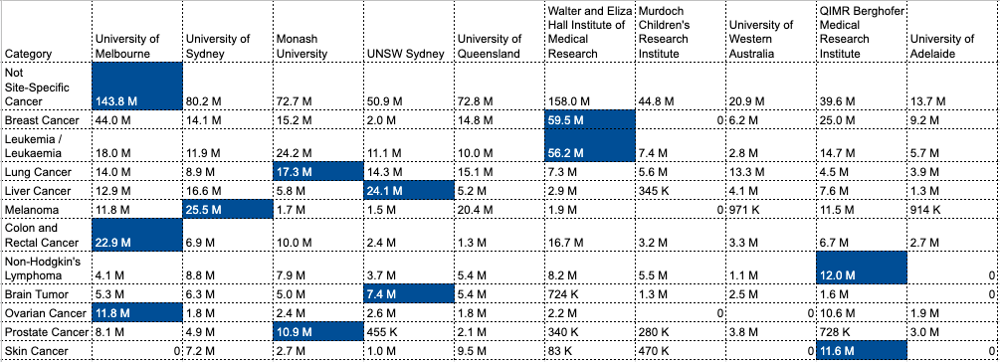 Category University of Melbourne University of Sydney Monash University UNSW Sydney University of Queensland Walter and Eliza Hall Institute of Medical Research Murdoch Children's Research Institute University of Western Australia QIMR Berghofer Medical Research Institute University of Adelaide
Not Site-Specific Cancer 143.8 M 80.2 M 72.7 M 50.9 M 72.8 M 158.0 M 44.8 M 20.9 M 39.6 M 13.7 M
Breast Cancer 44.0 M 14.1 M 15.2 M 2.0 M 14.8 M 59.5 M 0 6.2 M 25.0 M 9.2 M
Leukemia / Leukaemia 18.0 M 11.9 M 24.2 M 11.1 M 10.0 M 56.2 M 7.4 M 2.8 M 14.7 M 5.7 M
Lung Cancer 14.0 M 8.9 M 17.3 M 14.3 M 15.1 M 7.3 M 5.6 M 13.3 M 4.5 M 3.9 M
Liver Cancer 12.9 M 16.6 M 5.8 M 24.1 M 5.2 M 2.9 M 345 K 4.1 M 7.6 M 1.3 M
Melanoma 11.8 M 25.5 M 1.7 M 1.5 M 20.4 M 1.9 M 0 971 K 11.5 M 914 K
Colon and Rectal Cancer 22.9 M 6.9 M 10.0 M 2.4 M 1.3 M 16.7 M 3.2 M 3.3 M 6.7 M 2.7 M
Non-Hodgkin's Lymphoma 4.1 M 8.8 M 7.9 M 3.7 M 5.4 M 8.2 M 5.5 M 1.1 M 12.0 M 0
Brain Tumor 5.3 M 6.3 M 5.0 M 7.4 M 5.4 M 724 K 1.3 M 2.5 M 1.6 M 0
Ovarian Cancer 11.8 M 1.8 M 2.4 M 2.6 M 1.8 M 2.2 M 0 0 10.6 M 1.9 M
Prostate Cancer 8.1 M 4.9 M 10.9 M 455 K 2.1 M 340 K 280 K 3.8 M 728 K 3.0 M
Skin Cancer 0 7.2 M 2.7 M 1.0 M 9.5 M 83 K 470 K 0 11.6 M 0